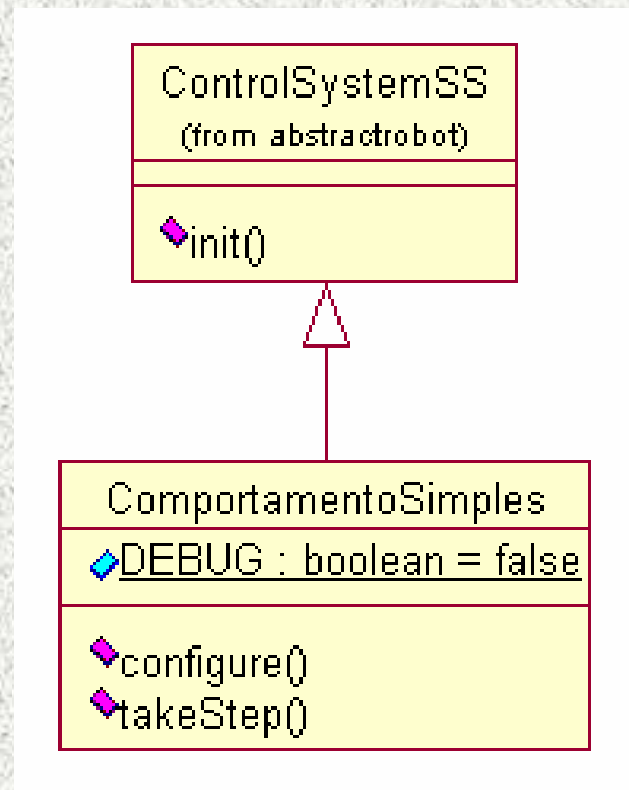 ControlSystemSS
(from abstractrobot)
init()
ComportamentoSimples
DEBUG : boolean = false
configure()
takeStep()